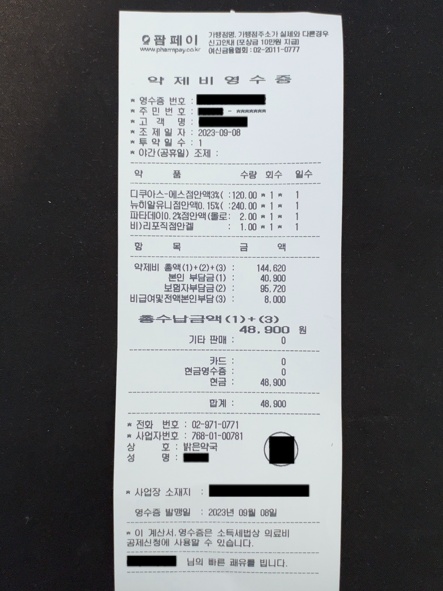 팜페이
www.pharmpay.co.kr
가맹점명, 가맹점주소가 실제와 다른경우
신고안내 (포상금 10만원 지급)
여신금융협회: 02-2011-0777
약 제 비 영 수 증
* 영수증 번호 :
* 주 민 번 호 : - *******
* 고 객 명 :
* 조 제 일 자 : 2023-09-08
* 투 약 일 수 : 1
* 야간(공휴일) 조제 :
약 품 수량 회수 일수
디쿠아스-에스점안액3%( :120.00 * 1 * 1
뉴히알유니점안액0.15%( :240.00 * 1 * 1
파타데이0.2%점안액(톨로: 2.00 * 1 * 1
비)리포직점안겔 : 1.00 * 1 * 1
항 목 금 액
약제비 총액(1)+(2)+(3) : 144,620
본인 부담금(1) : 40,900
보험자부담금(2) : 95,720
비급여및전액본인부담(3) : 8,000
총수납금액(1)+(3)
48,900 원
기타 판매 : 0
카드 : 0
현금영수증 : 0
현금 : 48,900
합계 : 48,900
* 전화 번호 : 02-971-0771
* 사업자번호 : 768-01-00781
상 호 : 밝은약국
성 명 :
* 사업장 소재지 :
영수증 발행일 : 2023년 09월 08일
* 이 계산서,영수증은 소득세법상 의료비
공제신청에 사용할 수 있습니다.
님의 빠른 쾌유를 빕니다.